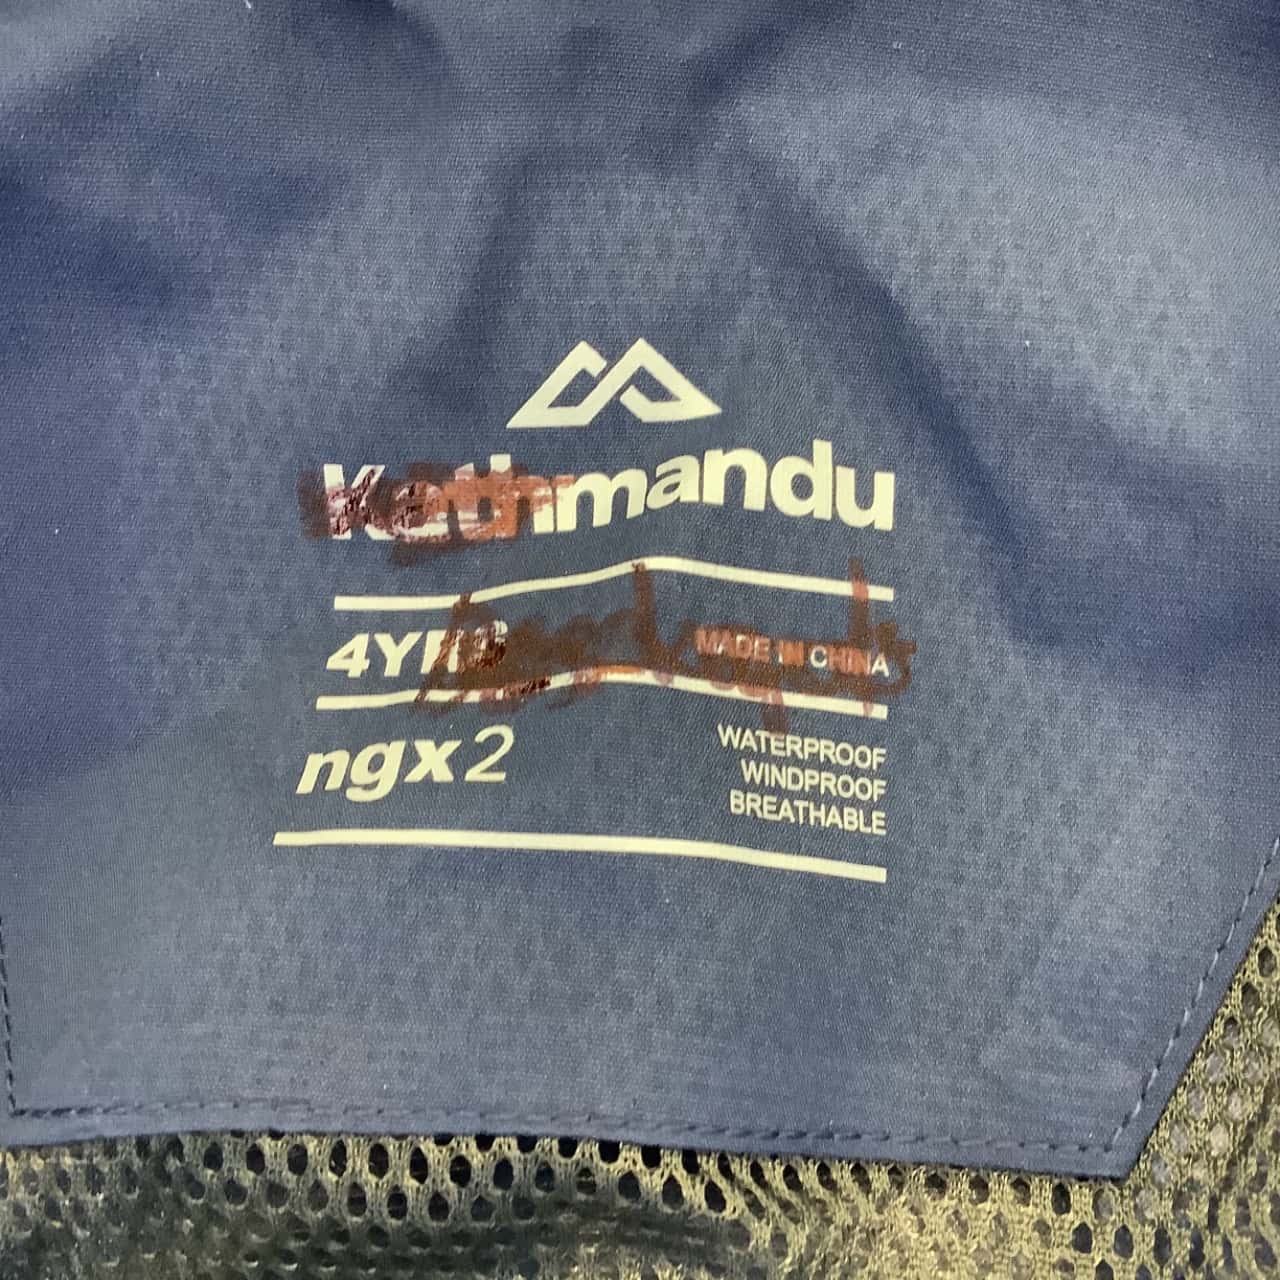 Kathmandu
4YRS
MADE IN CHINA
ngx2
WATERPROOF
WINDPROOF
BREATHABLE